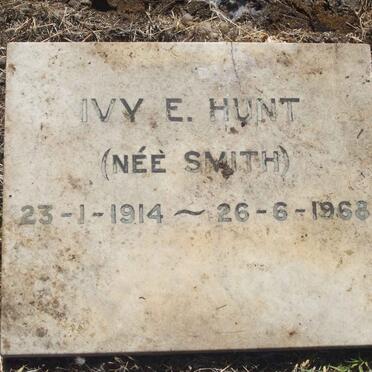 IVY E. HUNT
(NÉÈ SMITH)
23-1-1914 ~ 26-6-1968